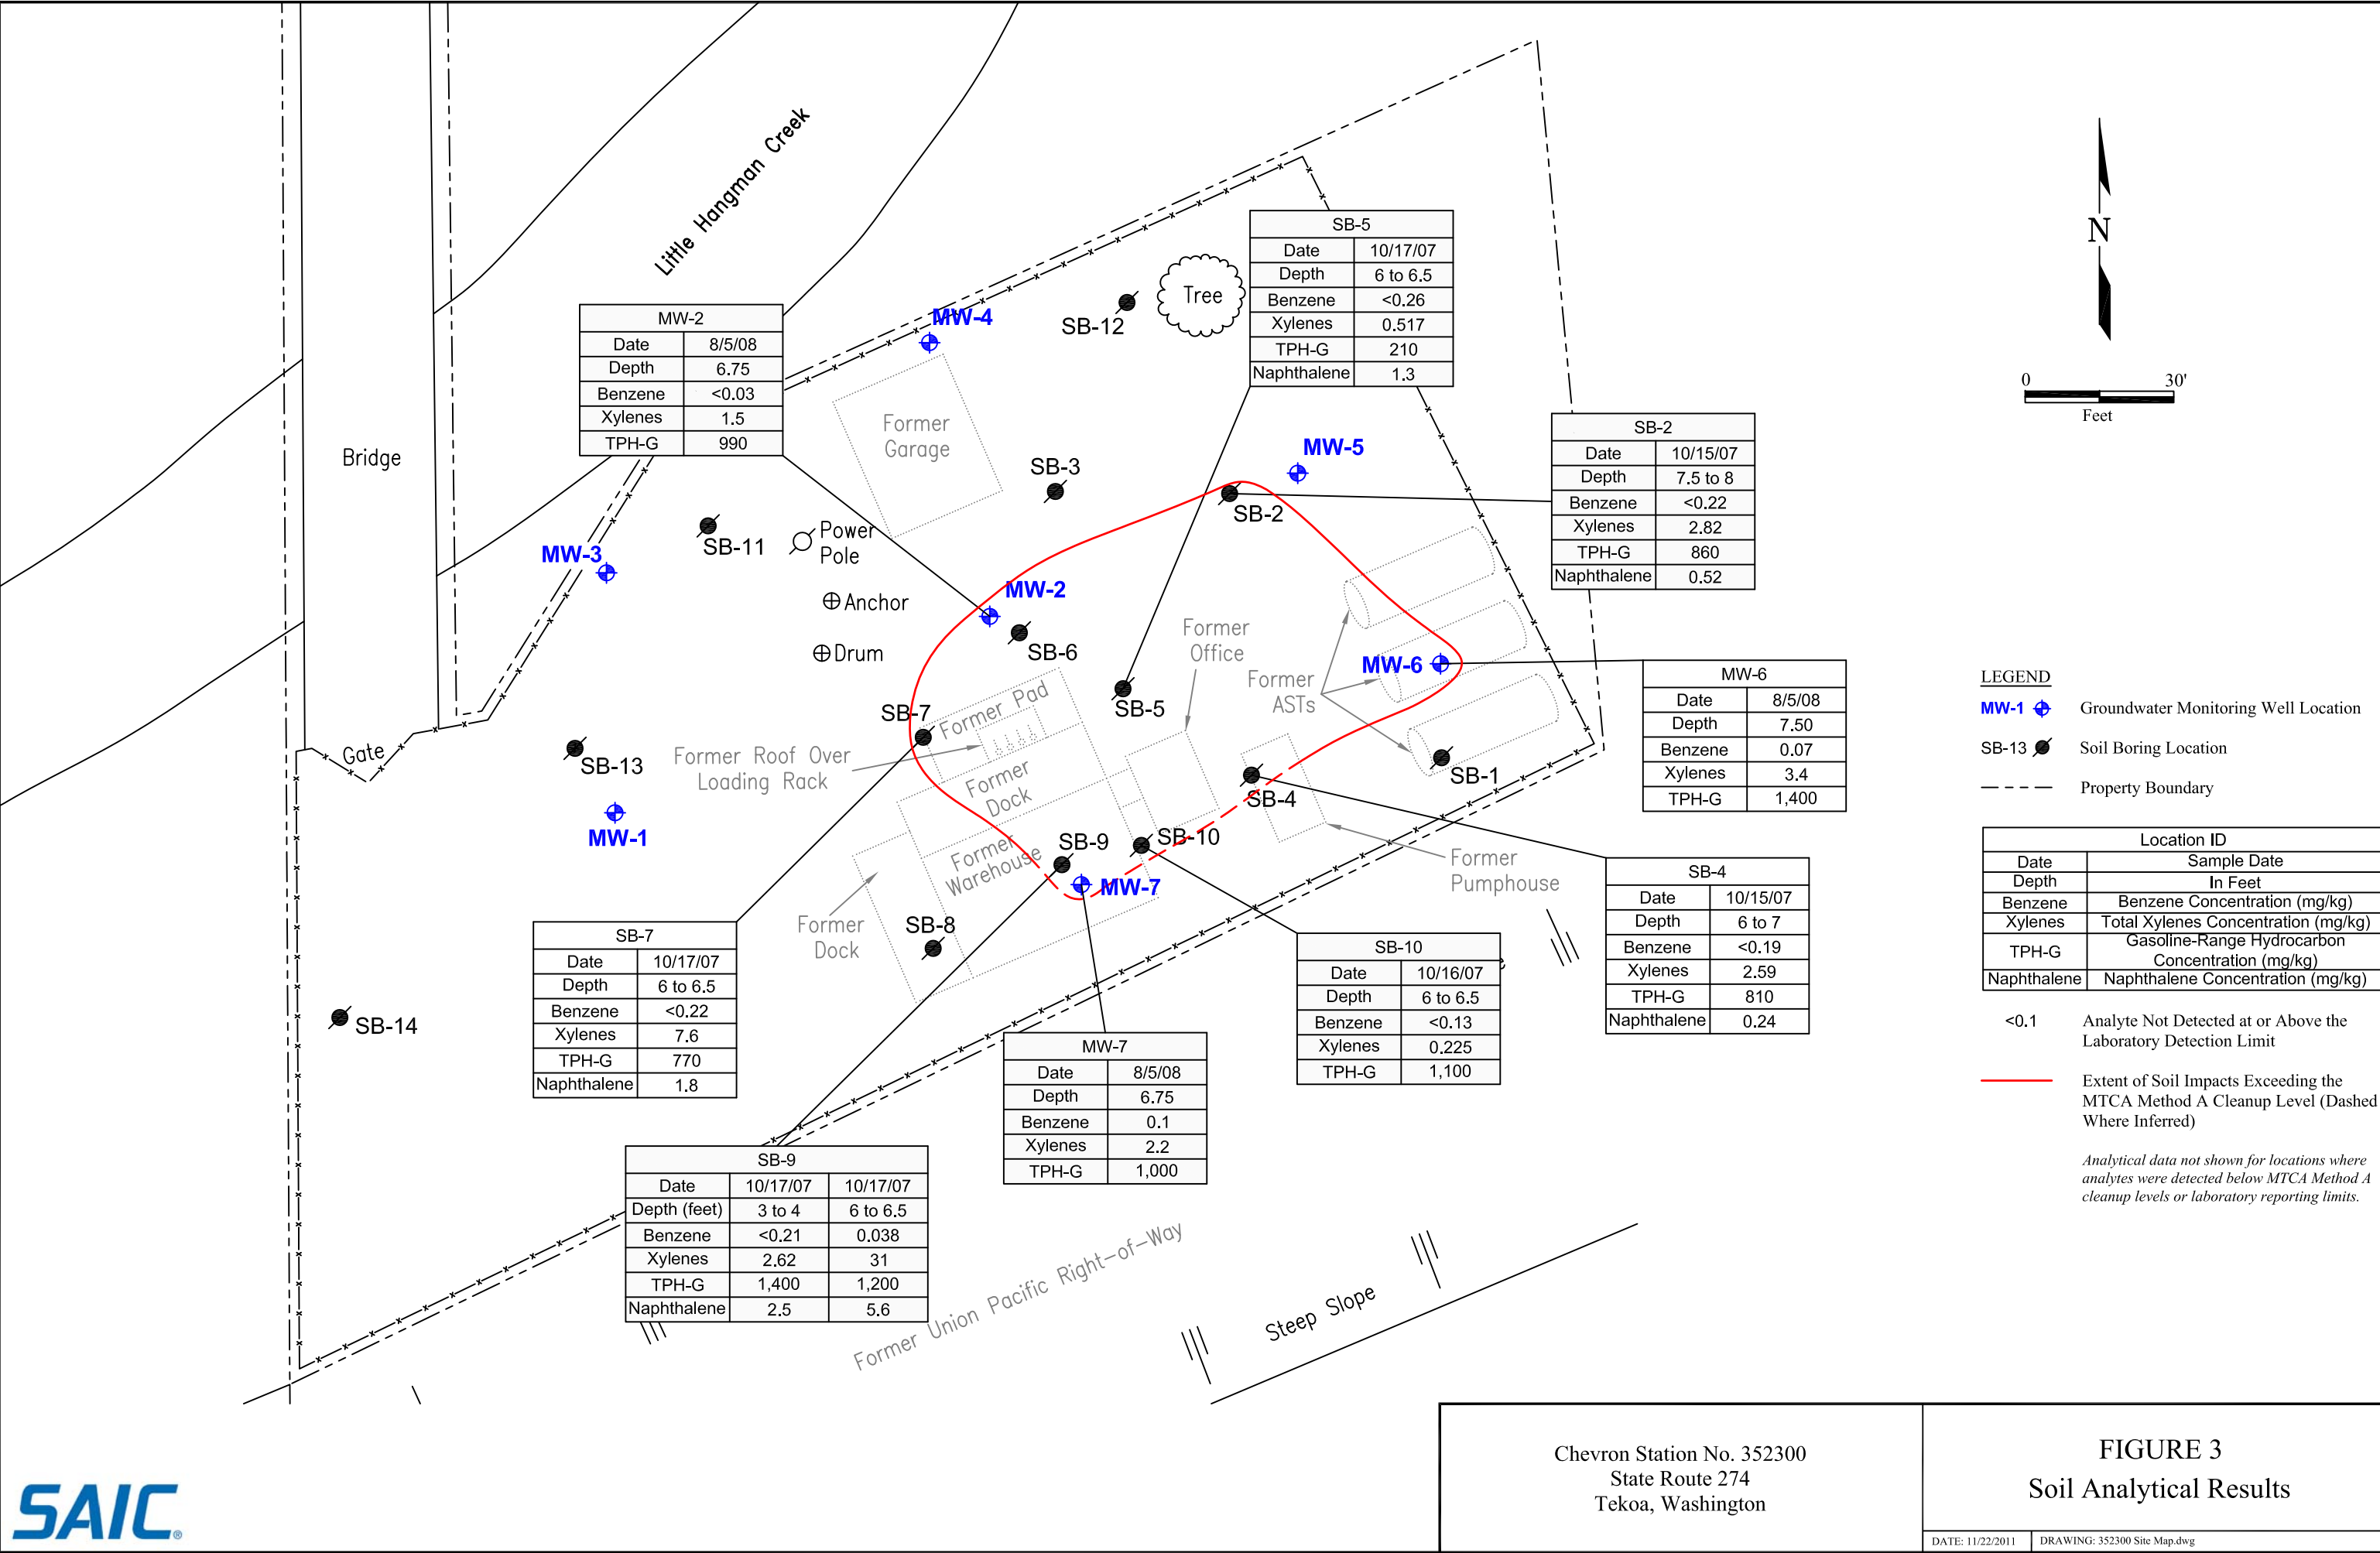 Little Hangman Creek
Bridge
Gate
MW-2
Date 8/5/08
Depth 6.75
Benzene <0.03
Xylenes 1.5
TPH-G 990
MW-4
SB-12
Tree
SB-5
Date 10/17/07
Depth 6 to 6.5
Benzene <0.26
Xylenes 0.517
TPH-G 210
Naphthalene 1.3
N
0 30'
Feet
Former
Garage
SB-3
MW-5
SB-2
SB-2
Date 10/15/07
Depth 7.5 to 8
Benzene <0.22
Xylenes 2.82
TPH-G 860
Naphthalene 0.52
SB-11
Power
Pole
MW-3
Anchor
Drum
MW-2
SB-6
SB-5
Former
Office
Former
ASTs
MW-6
MW-6
Date 8/5/08
Depth 7.50
Benzene 0.07
Xylenes 3.4
TPH-G 1,400
SB-7
Former Pad
Former Roof Over
Loading Rack
Former
Dock
SB-13
MW-1
SB-1
SB-4
SB-9
SB-10
MW-7
Former
Warehouse
Former
Pumphouse
SB-8
Former
Dock
SB-14
SB-7
Date 10/17/07
Depth 6 to 6.5
Benzene <0.22
Xylenes 7.6
TPH-G 770
Naphthalene 1.8
SB-4
Date 10/15/07
Depth 6 to 7
Benzene <0.19
Xylenes 2.59
TPH-G 810
Naphthalene 0.24
SB-10
Date 10/16/07
Depth 6 to 6.5
Benzene <0.13
Xylenes 0.225
TPH-G 1,100
MW-7
Date 8/5/08
Depth 6.75
Benzene 0.1
Xylenes 2.2
TPH-G 1,000
SB-9
Date 10/17/07 10/17/07
Depth (feet) 3 to 4 6 to 6.5
Benzene <0.21 0.038
Xylenes 2.62 31
TPH-G 1,400 1,200
Naphthalene 2.5 5.6
Former Union Pacific Right-of-Way
Steep Slope
LEGEND
MW-1 Groundwater Monitoring Well Location
SB-13 Soil Boring Location
Property Boundary
Location ID
Date Sample Date
Depth In Feet
Benzene Benzene Concentration (mg/kg)
Xylenes Total Xylenes Concentration (mg/kg)
TPH-G Gasoline-Range Hydrocarbon
Concentration (mg/kg)
Naphthalene Naphthalene Concentration (mg/kg)
<0.1 Analyte Not Detected at or Above the
Laboratory Detection Limit
Extent of Soil Impacts Exceeding the
MTCA Method A Cleanup Level (Dashed
Where Inferred)
Analytical data not shown for locations where
analytes were detected below MTCA Method A
cleanup levels or laboratory reporting limits.
SAIC
Chevron Station No. 352300
State Route 274
Tekoa, Washington
FIGURE 3
Soil Analytical Results
DATE: 11/22/2011 DRAWING: 352300 Site Map.dwg